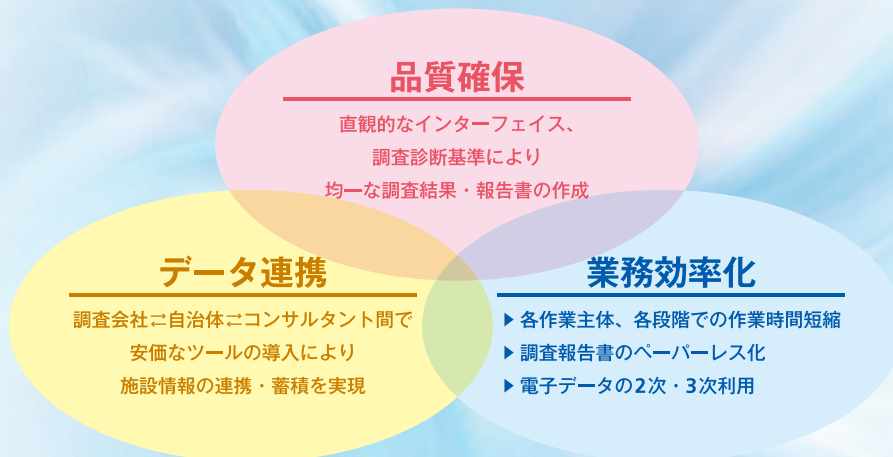 品質確保
直観的なインターフェイス、
調査診断基準により
均一な調査結果・報告書の作成
データ連携
調査会社⇄自治体⇄コンサルタント間で
安価なツールの導入により
施設情報の連携・蓄積を実現
業務効率化
▶各作業主体、各段階での作業時間短縮
▶調査報告書のペーパーレス化
▶電子データの2次・3次利用